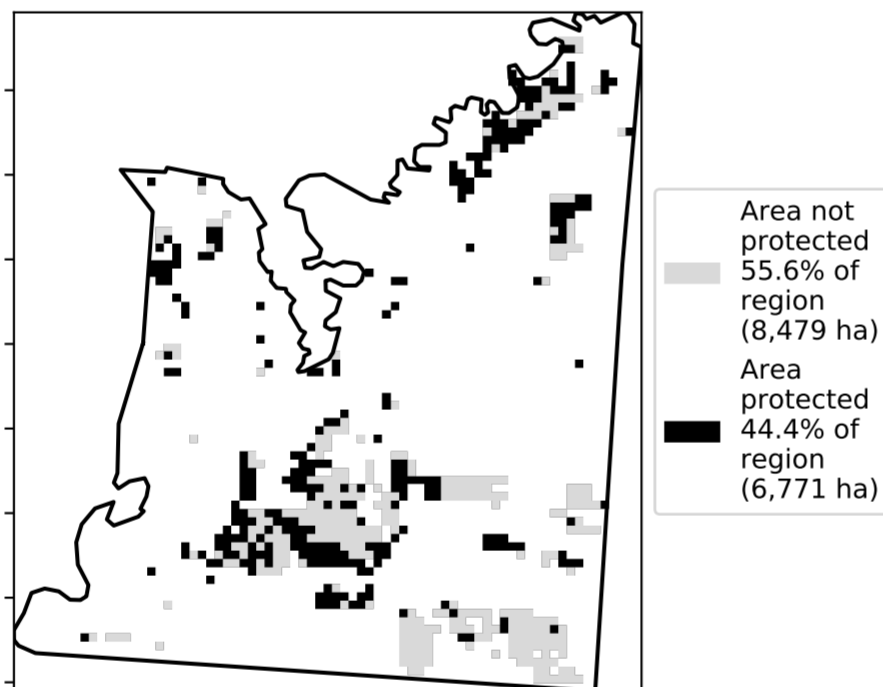 Area not
protected
55.6% of
region
(8,479 ha)
Area
protected
44.4% of
region
(6,771 ha)